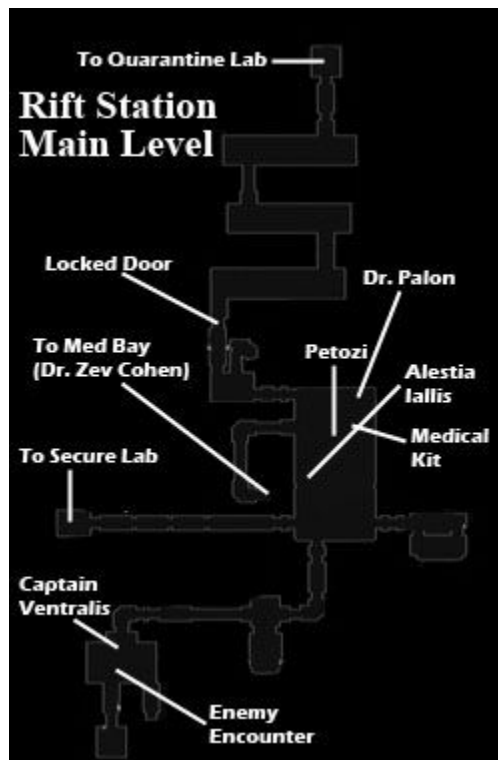 To Quarantine Lab
Rift Station
Main Level
Locked Door
Dr. Palon
To Med Bay
(Dr. Zev Cohen)
Petozi
Alestia
Iallis
Medical
Kit
To Secure Lab
Captain
Ventralis
Enemy
Encounter